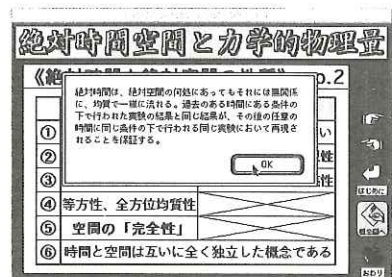 絶対時間空間と力学的物理量
絶対時間は、絶対空間の何処にあってもそれには無関係
に、均質で一様に流れる。過去のある時間にある条件の
下で行われた実験の結果と同じ結果が、その後の任意の
時間に同じ条件の下で行われる同じ実験において再現さ
れることを保証する。
OK
.2
①
い
②
性
③
性
④ 等方性、全方位均質性
⑤ 空間の「完全性」
⑥ 時間と空間は互いに全く独立した概念である
はじめに
おわり